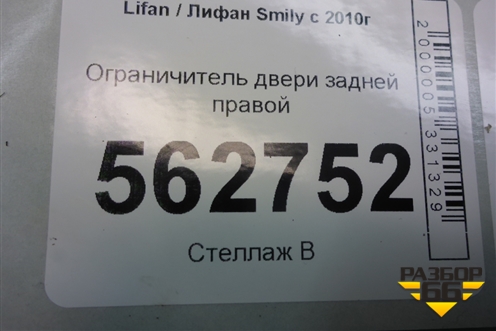 Lifan / Лифан Smily с 2010г
Ограничитель двери задней
правой
562752
Стеллаж В
2000005331329
РАЗБОР
66